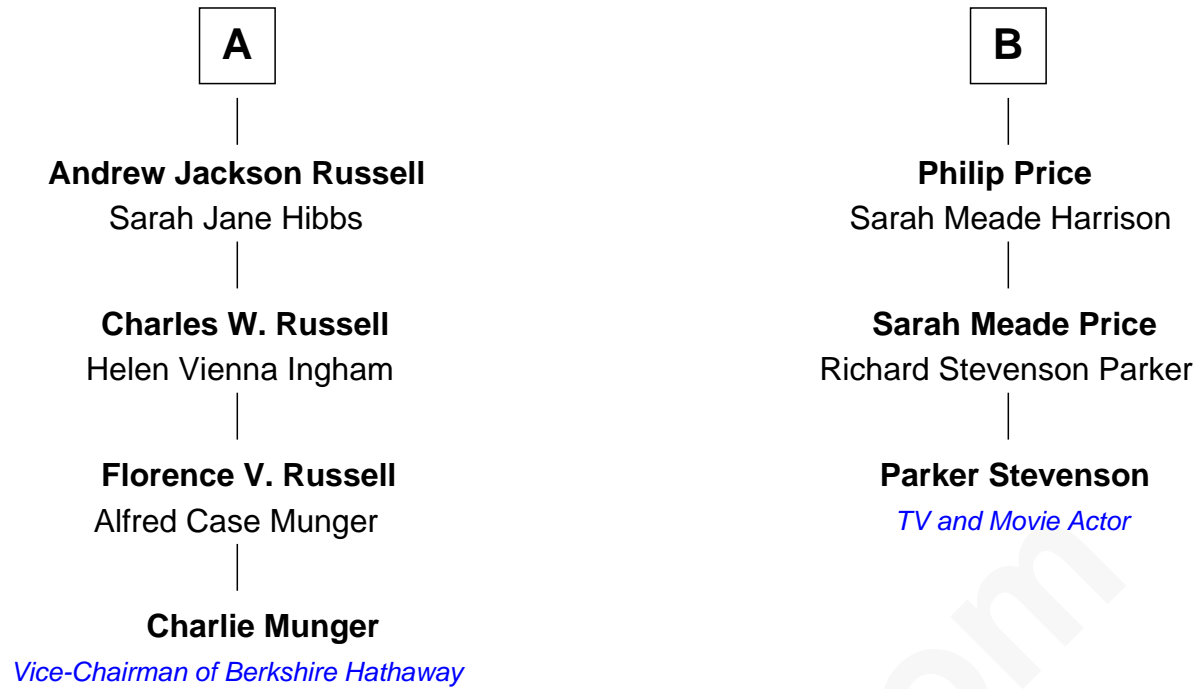 A
Andrew Jackson Russell
Sarah Jane Hibbs
Charles W. Russell
Helen Vienna Ingham
Florence V. Russell
Alfred Case Munger
Charlie Munger
Vice-Chairman of Berkshire Hathaway
B
Philip Price
Sarah Meade Harrison
Sarah Meade Price
Richard Stevenson Parker
Parker Stevenson
TV and Movie Actor
om